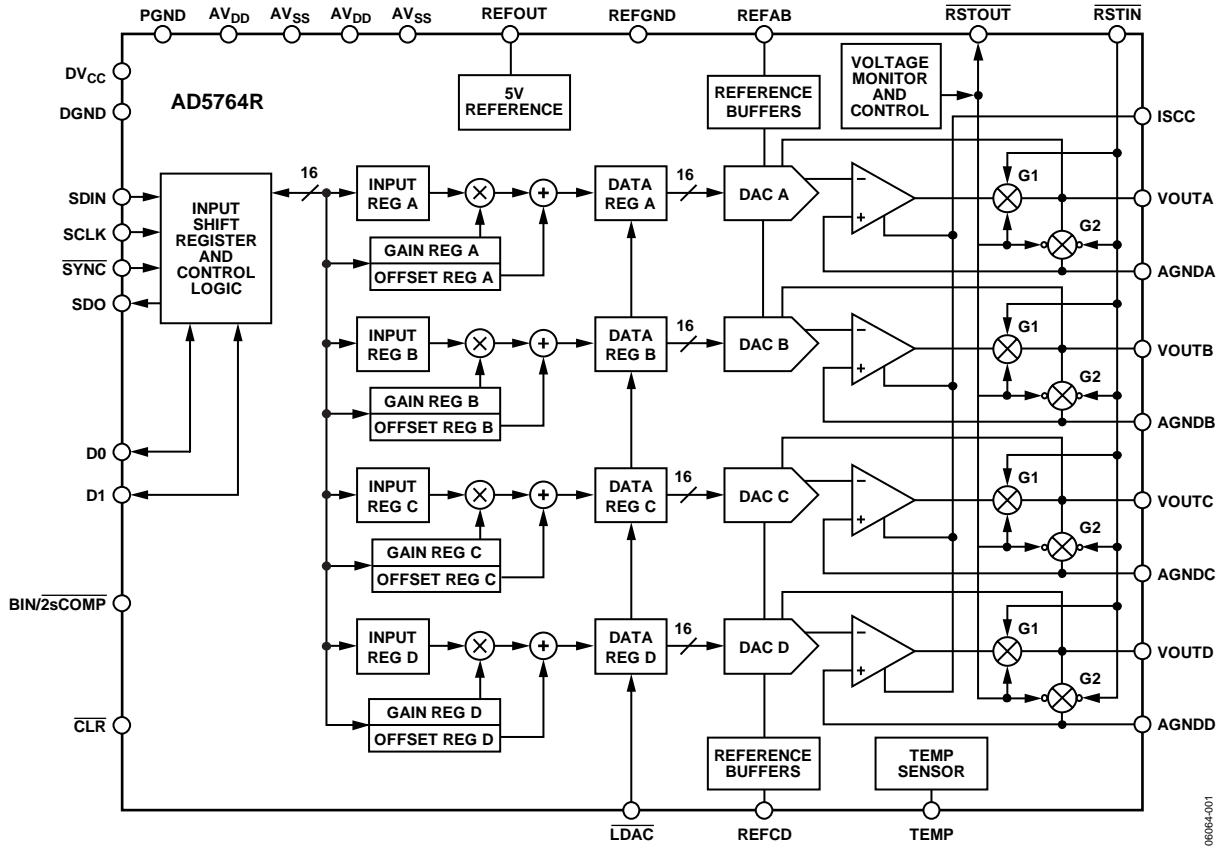 PGND AVDD AVSS AVDD AVSS REFOUT REFGND REFAB RSTOUT RSTIN
DVCC
DGND
AD5764R
5V
REFERENCE
REFERENCE
BUFFERS
VOLTAGE
MONITOR
AND
CONTROL
ISCC
SDIN
SCLK
SYNC
SDO
INPUT
SHIFT
REGISTER
AND
CONTROL
LOGIC
16
INPUT
REG A
×
+
GAIN REG A
OFFSET REG A
DATA
REG A
16
DAC A
−
+
G1
G2
VOUTA
AGNDA
INPUT
REG B
×
+
GAIN REG B
OFFSET REG B
DATA
REG B
16
DAC B
−
+
G1
G2
VOUTB
AGNDB
D0
D1
INPUT
REG C
×
+
GAIN REG C
OFFSET REG C
DATA
REG C
16
DAC C
−
+
G1
G2
VOUTC
AGNDC
BIN/2sCOMP
INPUT
REG D
×
+
GAIN REG D
OFFSET REG D
DATA
REG D
16
DAC D
−
+
G1
G2
VOUTD
AGNDD
CLR
REFERENCE
BUFFERS
TEMP
SENSOR
LDAC REFCD TEMP
06064-001